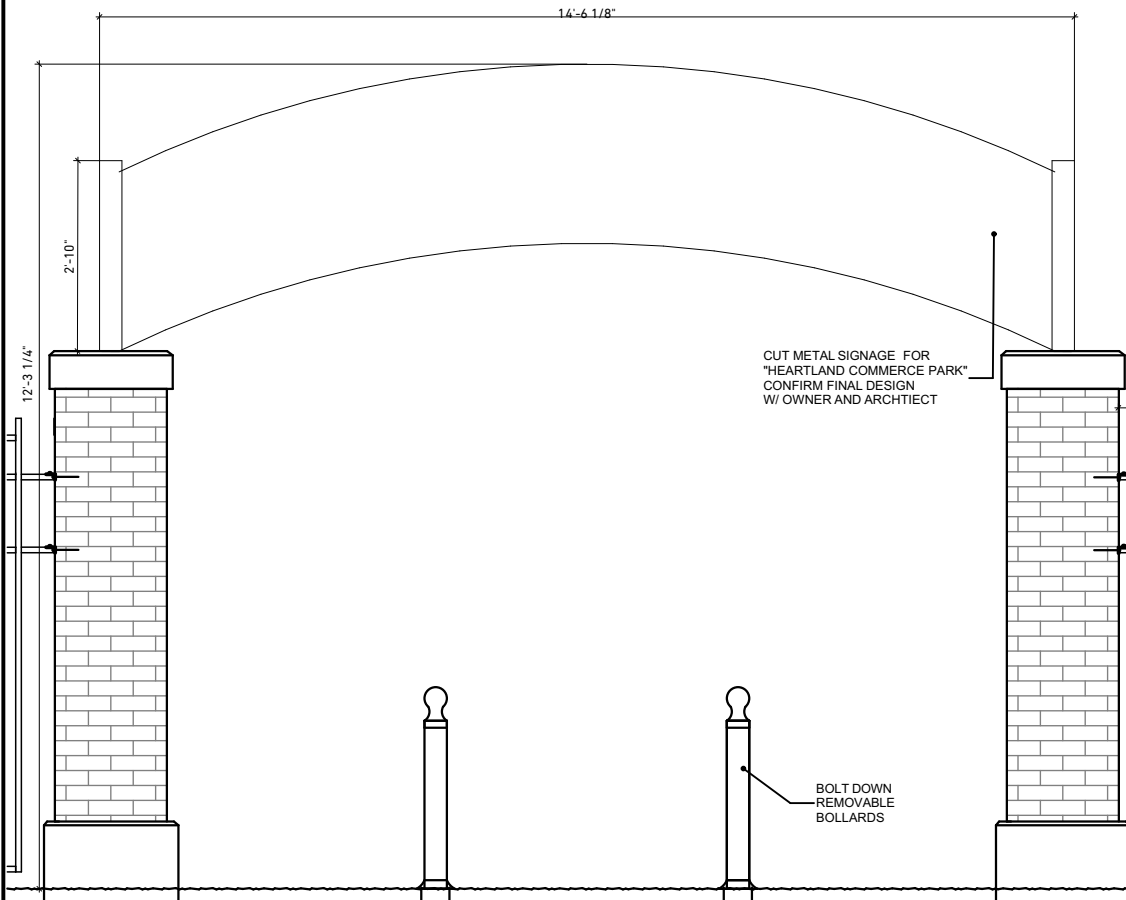 14'-6 1/8"
2'-10"
12'-3 1/4"
CUT METAL SIGNAGE FOR
"HEARTLAND COMMERCE PARK"
CONFIRM FINAL DESIGN
W/ OWNER AND ARCHTIECT
BOLT DOWN
REMOVABLE
BOLLARDS